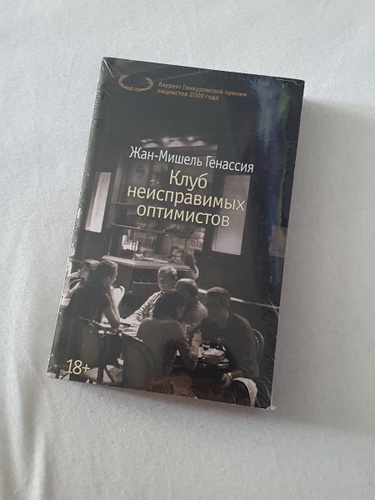 Лауреат Гонкуровской премии
лицеистов 2009 года
Жан-Мишель Генассия
Клуб
неисправимых
оптимистов
18+